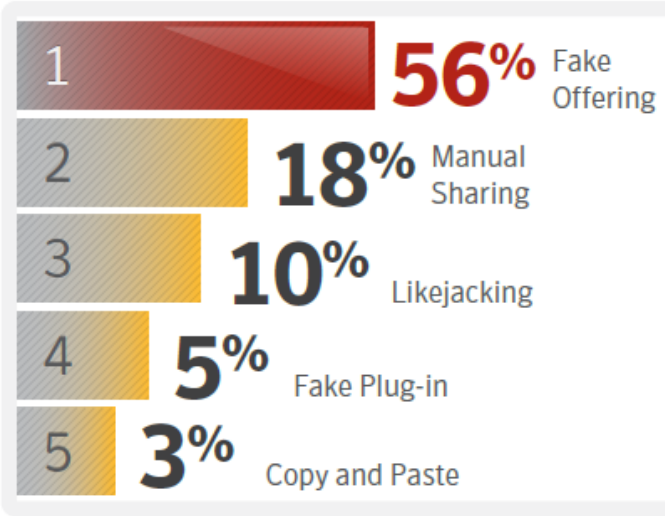 1
56% Fake
Offering
2
18% Manual
Sharing
3
10% Likejacking
4
5% Fake Plug-in
5
3% Copy and Paste